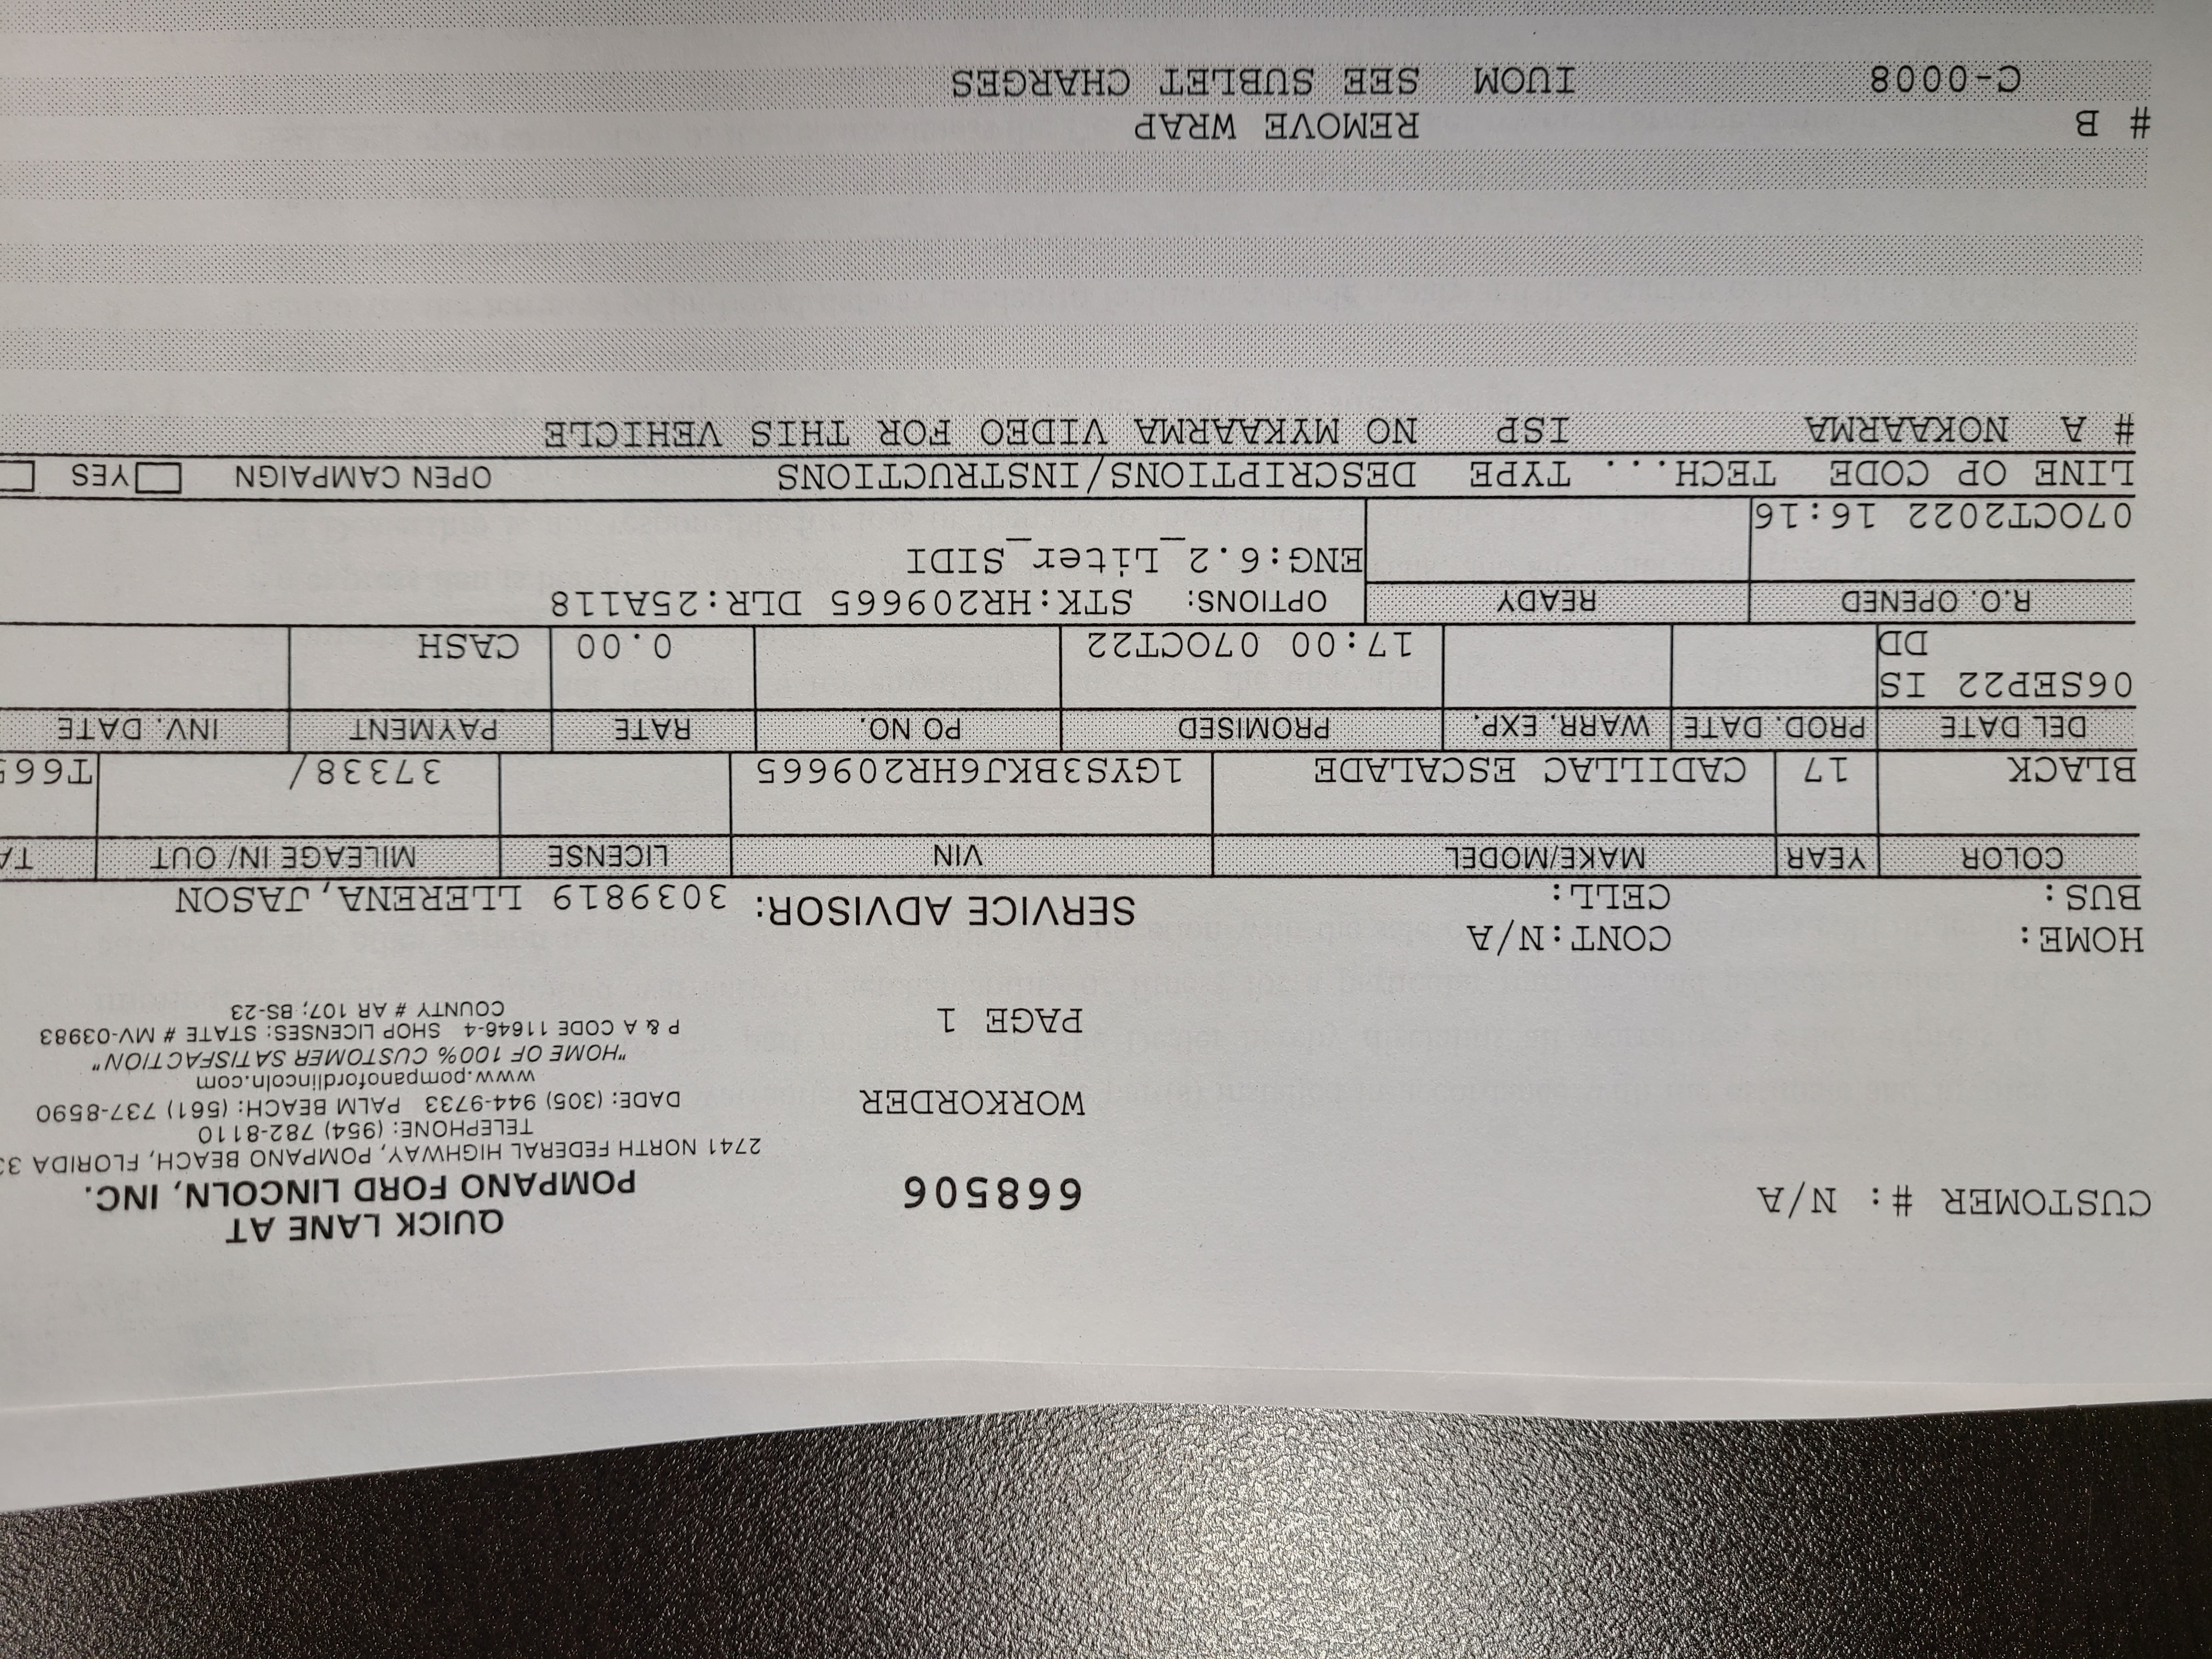 QUICK LANE AT
CUSTOMER #: N/A 668506 POMPANO FORD LINCOLN, INC.
2741 NORTH FEDERAL HIGHWAY, POMPANO BEACH, FLORIDA
TELEPHONE: (954) 782-8110
WORKORDER DADE: (305) 944-9733 PALM BEACH: (561) 737-8590
www.pompanofordlincoln.com
"HOME OF 100% CUSTOMER SATISFACTION"
PAGE 1 P & A CODE 11646-4 SHOP LICENSES: STATE # MV-03983
COUNTY # AR 107; BS-23
HOME: CONT:N/A
BUS: CELL: SERVICE ADVISOR: 3039819 LLERENA, JASON
COLOR YEAR MAKE/MODEL VIN LICENSE MILEAGE IN/ OUT TA
BLACK 17 CADILLAC ESCALADE 1GYS3BKJ6HR209665 37338/ T66
DEL DATE PROD. DATE WARR. EXP. PROMISED PO NO. RATE PAYMENT INV. DATE
06SEP22 IS
DD 17:00 07OCT22 0.00 CASH
R.O. OPENED READY OPTIONS: STK:HR209665 DLR:25A118
ENG:6.2_Liter_SIDI
07OCT2022 16:16
LINE OP CODE TECH... TYPE DESCRIPTIONS/INSTRUCTIONS OPEN CAMPAIGN YES
# A NOKAARMA ISP NO MYKAARMA VIDEO FOR THIS VEHICLE
# B REMOVE WRAP
C-0008 IUOM SEE SUBLET CHARGES